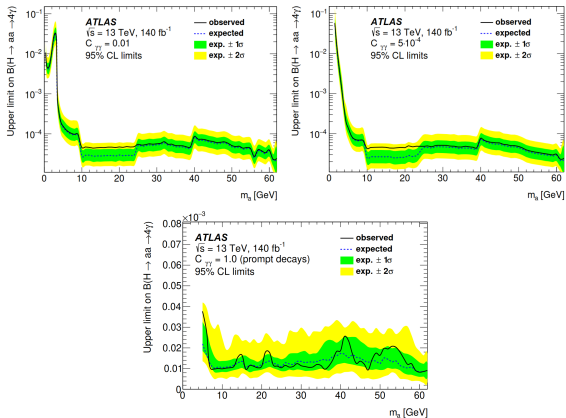 Upper limit on B(H → aa →4γ)
ATLAS
√s = 13 TeV, 140 fb⁻¹
C γγ = 0.01
95% CL limits
observed
expected
exp. ± 1σ
exp. ± 2σ
10⁻¹
10⁻²
10⁻³
10⁻⁴
0 10 20 30 40 50 60
mₐ [GeV]
Upper limit on B(H → aa →4γ)
ATLAS
√s = 13 TeV, 140 fb⁻¹
C γγ = 5·10⁻⁴
95% CL limits
observed
expected
exp. ± 1σ
exp. ± 2σ
10⁻¹
10⁻²
10⁻³
10⁻⁴
0 10 20 30 40 50 60
mₐ [GeV]
Upper limit on B(H → aa →4γ)
×10⁻³
ATLAS
√s = 13 TeV, 140 fb⁻¹
C γγ = 1.0 (prompt decays)
95% CL limits
observed
expected
exp. ± 1σ
exp. ± 2σ
0.08
0.07
0.06
0.05
0.04
0.03
0.02
0.01
0
0 10 20 30 40 50 60
mₐ [GeV]